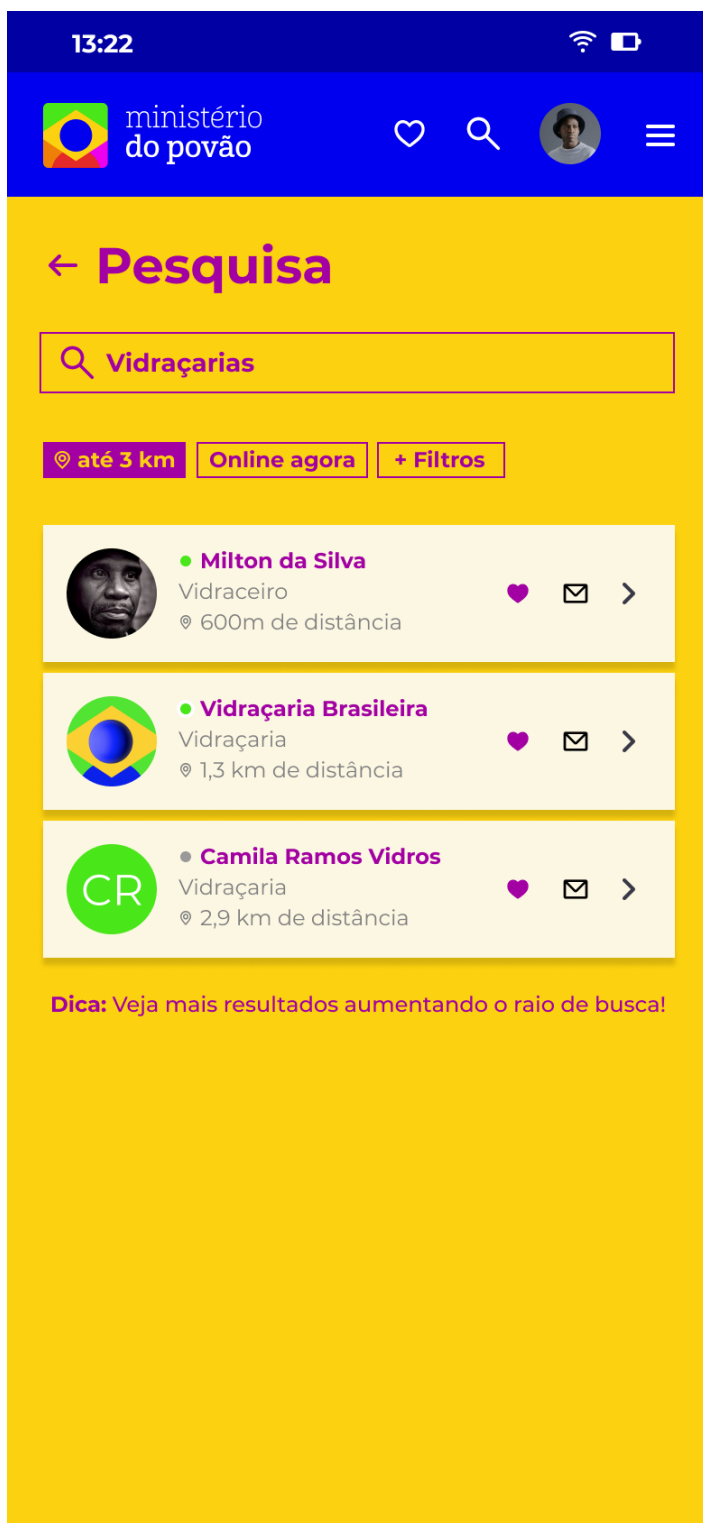 13:22
ministério
do povão
Pesquisa
Vidraçarias
até 3 km
Online agora
+ Filtros
Milton da Silva
Vidraceiro
600m de distância
Vidraçaria Brasileira
Vidraçaria
1,3 km de distância
CR
Camila Ramos Vidros
Vidraçaria
2,9 km de distância
Dica: Veja mais resultados aumentando o raio de busca!